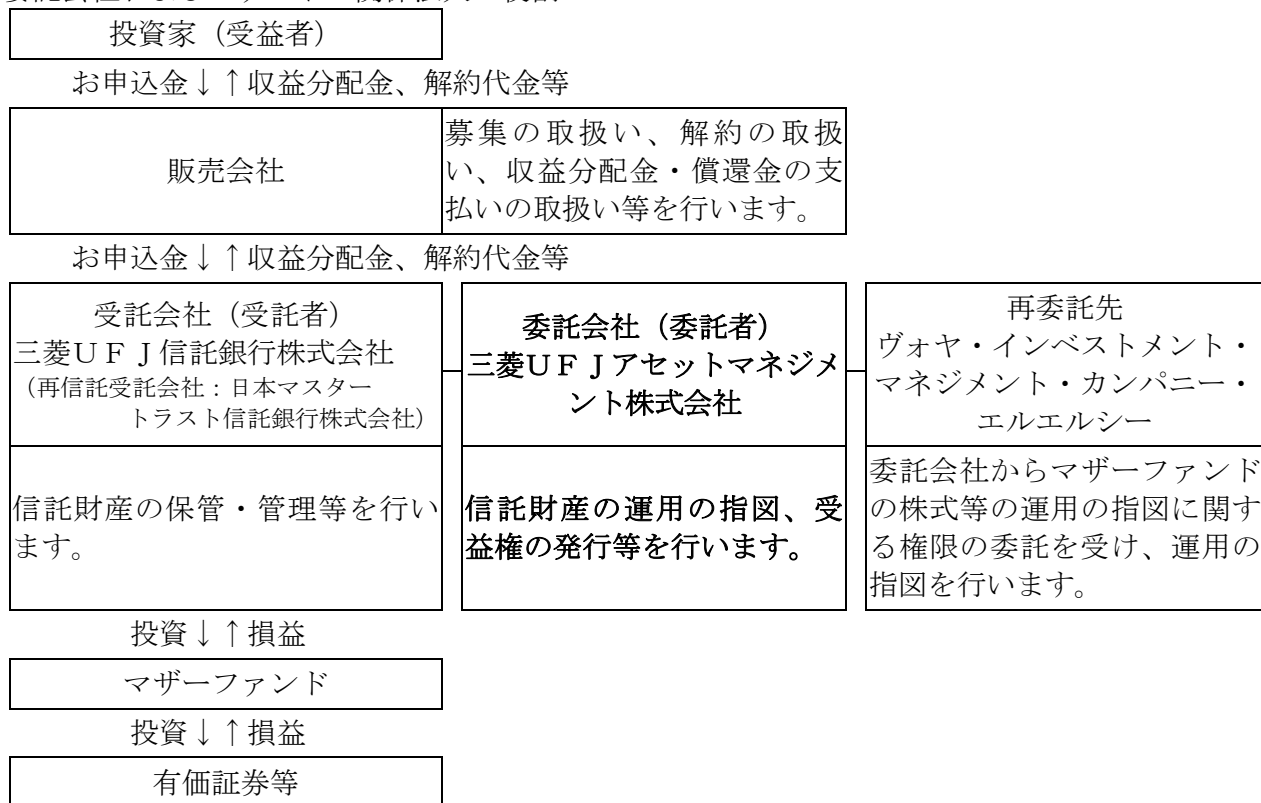 投資家（受益者）
お申込金↓↑収益分配金、解約代金等
販売会社
募集の取扱い、解約の取扱
い、収益分配金・償還金の支
払いの取扱い等を行います。
お申込金↓↑収益分配金、解約代金等
受託会社（受託者）
三菱ＵＦＪ信託銀行株式会社
（再信託受託会社：日本マスター
トラスト信託銀行株式会社）
委託会社（委託者）
三菱ＵＦＪアセットマネジメ
ント株式会社
再委託先
ヴォヤ・インベストメント・
マネジメント・カンパニー・
エルエルシー
信託財産の保管・管理等を行い
ます。
信託財産の運用の指図、受
益権の発行等を行います。
委託会社からマザーファンド
の株式等の運用の指図に関す
る権限の委託を受け、運用の
指図を行います。
投資↓↑損益
マザーファンド
投資↓↑損益
有価証券等